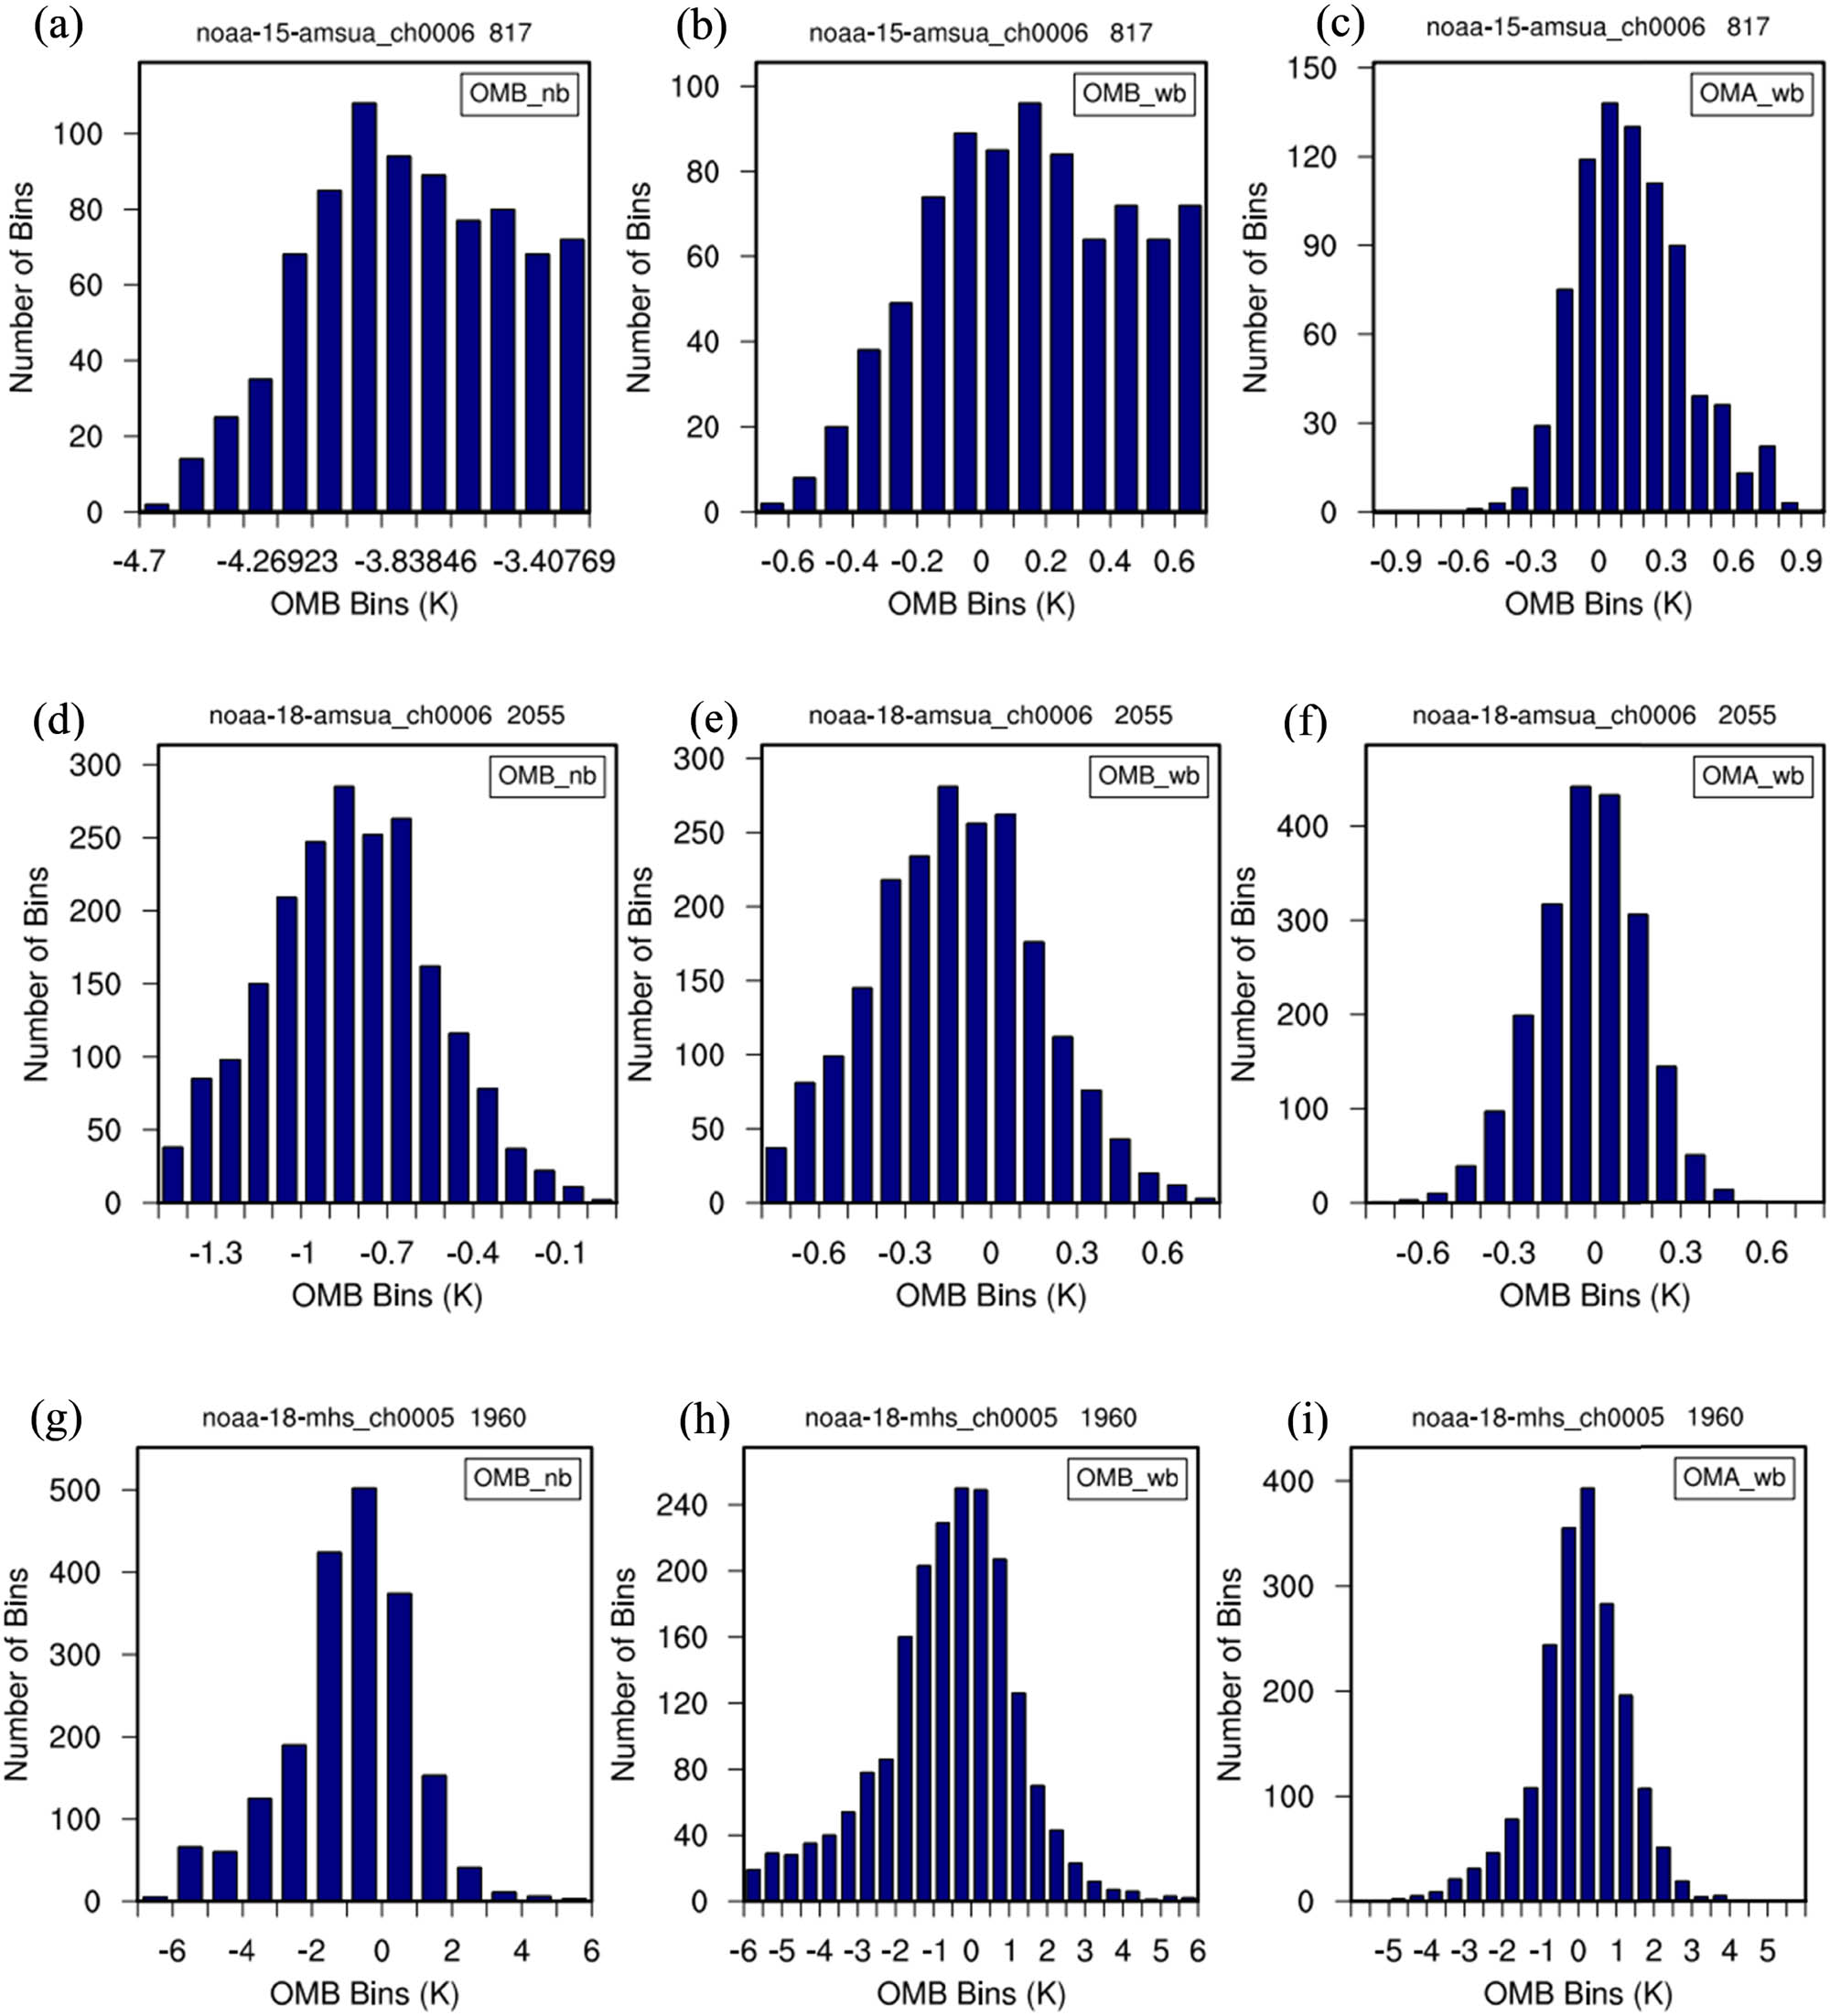 (a)
noaa-15-amsua_ch0006 817
OMB_nb
Number of Bins
100
80
60
40
20
0
-4.7 -4.26923 -3.83846 -3.40769
OMB Bins (K)
(b)
noaa-15-amsua_ch0006 817
OMB_wb
Number of Bins
100
80
60
40
20
0
-0.6 -0.4 -0.2 0 0.2 0.4 0.6
OMB Bins (K)
(c)
noaa-15-amsua_ch0006 817
OMA_wb
Number of Bins
150
120
90
60
30
0
-0.9 -0.6 -0.3 0 0.3 0.6 0.9
OMB Bins (K)
(d)
noaa-18-amsua_ch0006 2055
OMB_nb
Number of Bins
300
250
200
150
100
50
0
-1.3 -1 -0.7 -0.4 -0.1
OMB Bins (K)
(e)
noaa-18-amsua_ch0006 2055
OMB_wb
Number of Bins
300
250
200
150
100
50
0
-0.6 -0.3 0 0.3 0.6
OMB Bins (K)
(f)
noaa-18-amsua_ch0006 2055
OMA_wb
Number of Bins
400
300
200
100
0
-0.6 -0.3 0 0.3 0.6
OMB Bins (K)
(g)
noaa-18-mhs_ch0005 1960
OMB_nb
Number of Bins
500
400
300
200
100
0
-6 -4 -2 0 2 4 6
OMB Bins (K)
(h)
noaa-18-mhs_ch0005 1960
OMB_wb
Number of Bins
240
200
160
120
80
40
0
-6 -5 -4 -3 -2 -1 0 1 2 3 4 5 6
OMB Bins (K)
(i)
noaa-18-mhs_ch0005 1960
OMA_wb
Number of Bins
400
300
200
100
0
-5 -4 -3 -2 -1 0 1 2 3 4 5
OMB Bins (K)